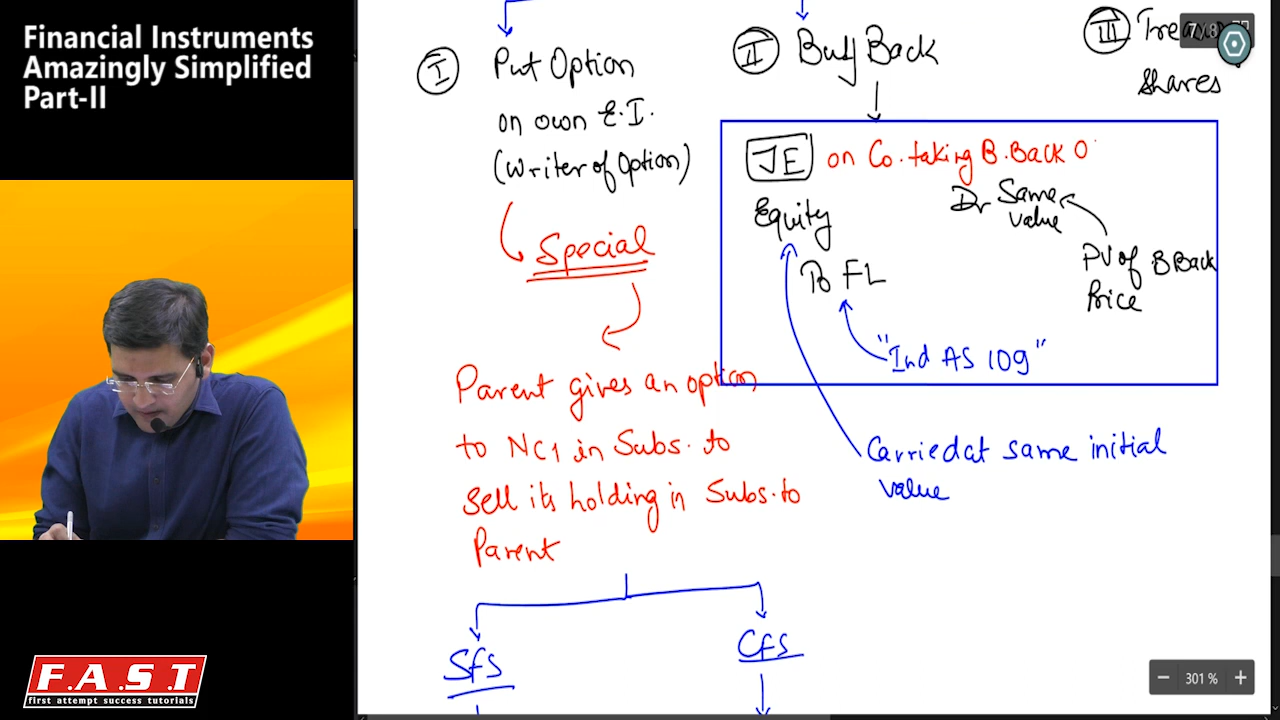 Financial Instruments
Amazingly Simplified
Part-II
I Put Option
on own E.I.
(Writer of Option)
Special
Parent gives an option
to NCI in Subs. to
sell its holding in Subs. to
Parent
SFS
CFS
II Buy Back
JE on Co. taking B.Back O
Equity
Dr Same
value
To FL
PV of B Back
Price
"Ind AS 109"
Carried at same initial
value
III
shares
F.A.S.T
first attempt success tutorials
301 %